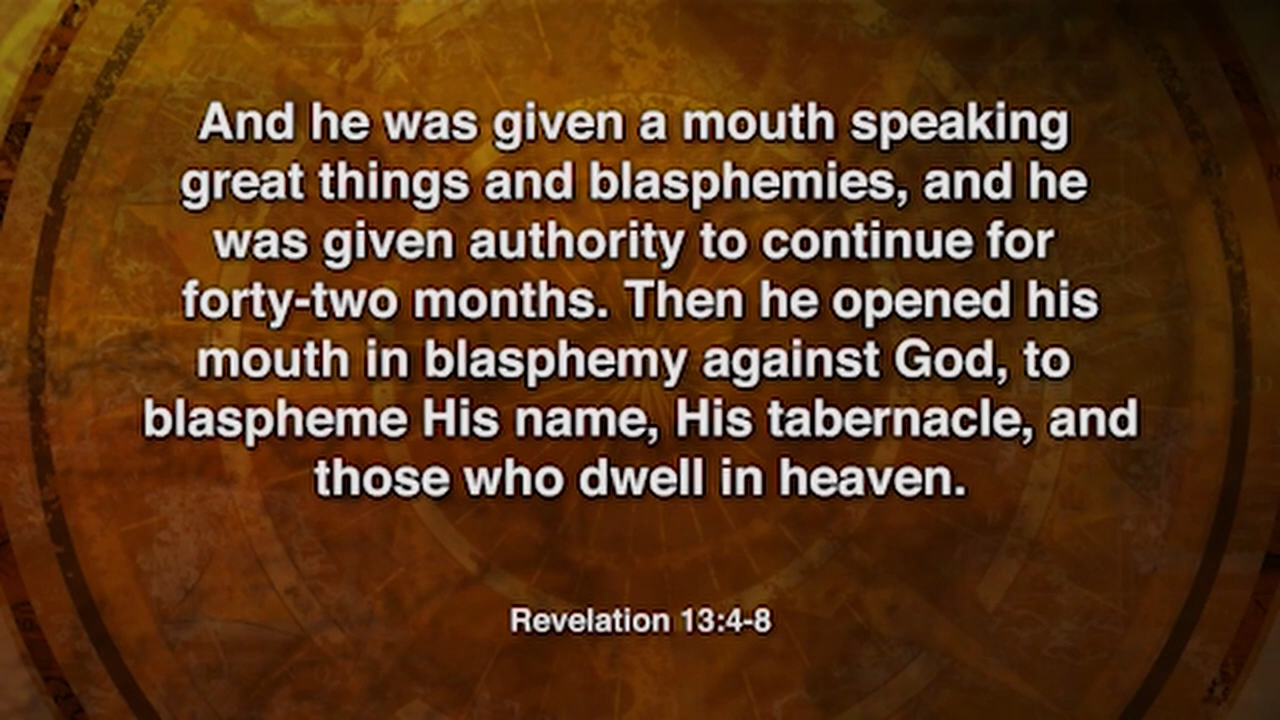 And he was given a mouth speaking
great things and blasphemies, and he
was given authority to continue for
forty-two months. Then he opened his
mouth in blasphemy against God, to
blaspheme His name, His tabernacle, and
those who dwell in heaven.
Revelation 13:4-8